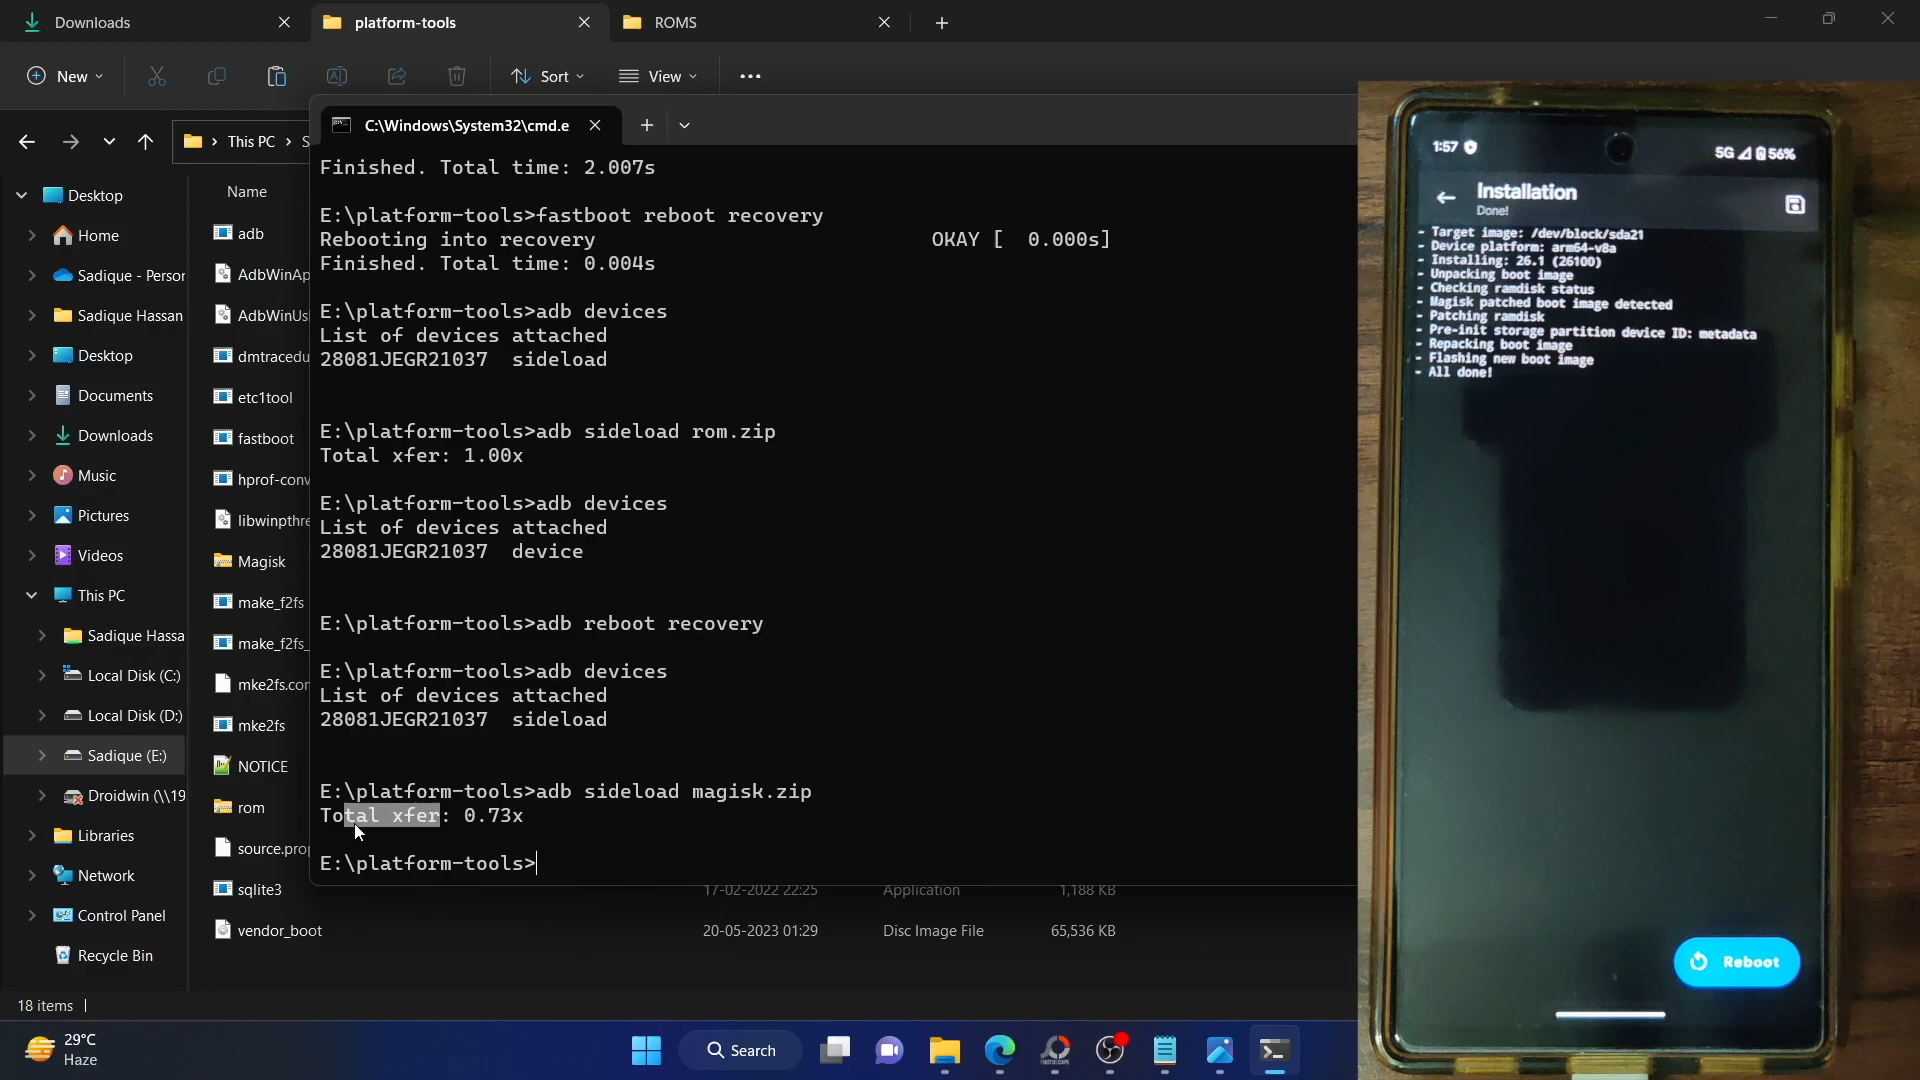 Downloads
platform-tools
ROMS
New
Sort
View
This PC
C:\Windows\System32\cmd.e
Name
Desktop
Home
Sadique - Person
Sadique Hassan
Desktop
Documents
Downloads
Music
Pictures
Videos
This PC
Sadique Hassa
Local Disk (C:)
Local Disk (D:)
Sadique (E:)
Droidwin (\\19
Libraries
Network
Control Panel
Recycle Bin
adb
AdbWinAp
AdbWinUs
dmtracedu
etc1tool
fastboot
hprof-conv
libwinpthre
Magisk
make_f2fs
make_f2fs_
mke2fs.con
mke2fs
NOTICE
rom
source.prop
sqlite3
17-02-2022 22:25 Application 1,188 KB
vendor_boot 20-05-2023 01:29 Disc Image File 65,536 KB
Finished. Total time: 2.007s
E:\platform-tools>fastboot reboot recovery
Rebooting into recovery OKAY [ 0.000s]
Finished. Total time: 0.004s
E:\platform-tools>adb devices
List of devices attached
28081JEGR21037 sideload
E:\platform-tools>adb sideload rom.zip
Total xfer: 1.00x
E:\platform-tools>adb devices
List of devices attached
28081JEGR21037 device
E:\platform-tools>adb reboot recovery
E:\platform-tools>adb devices
List of devices attached
28081JEGR21037 sideload
E:\platform-tools>adb sideload magisk.zip
Total xfer: 0.73x
E:\platform-tools>
18 items
29°C
Haze
Search
1:57
5G 56%
Installation
Done!
- Target image: /dev/block/sda21
- Device platform: arm64-v8a
- Installing: 26.1 (26100)
- Unpacking boot image
- Checking ramdisk status
- Magisk patched boot image detected
- Patching ramdisk
- Pre-init storage partition device ID: metadata
- Repacking boot image
- Flashing new boot image
- All done!
Reboot